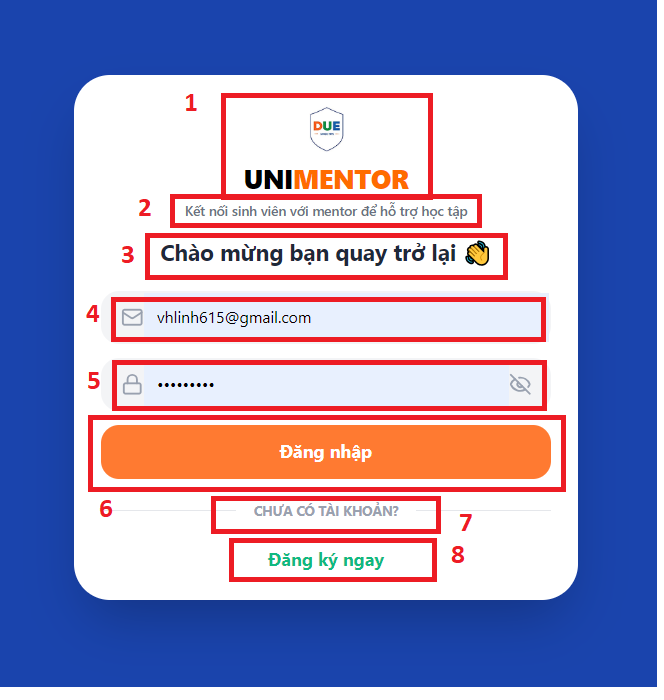 1
DUE
UNIMENTOR
2
Kết nối sinh viên với mentor để hỗ trợ học tập
3
Chào mừng bạn quay trở lại 👋
4
vhlinh615@gmail.com
5
•••••••••
Đăng nhập
6
CHƯA CÓ TÀI KHOẢN?
7
Đăng ký ngay
8